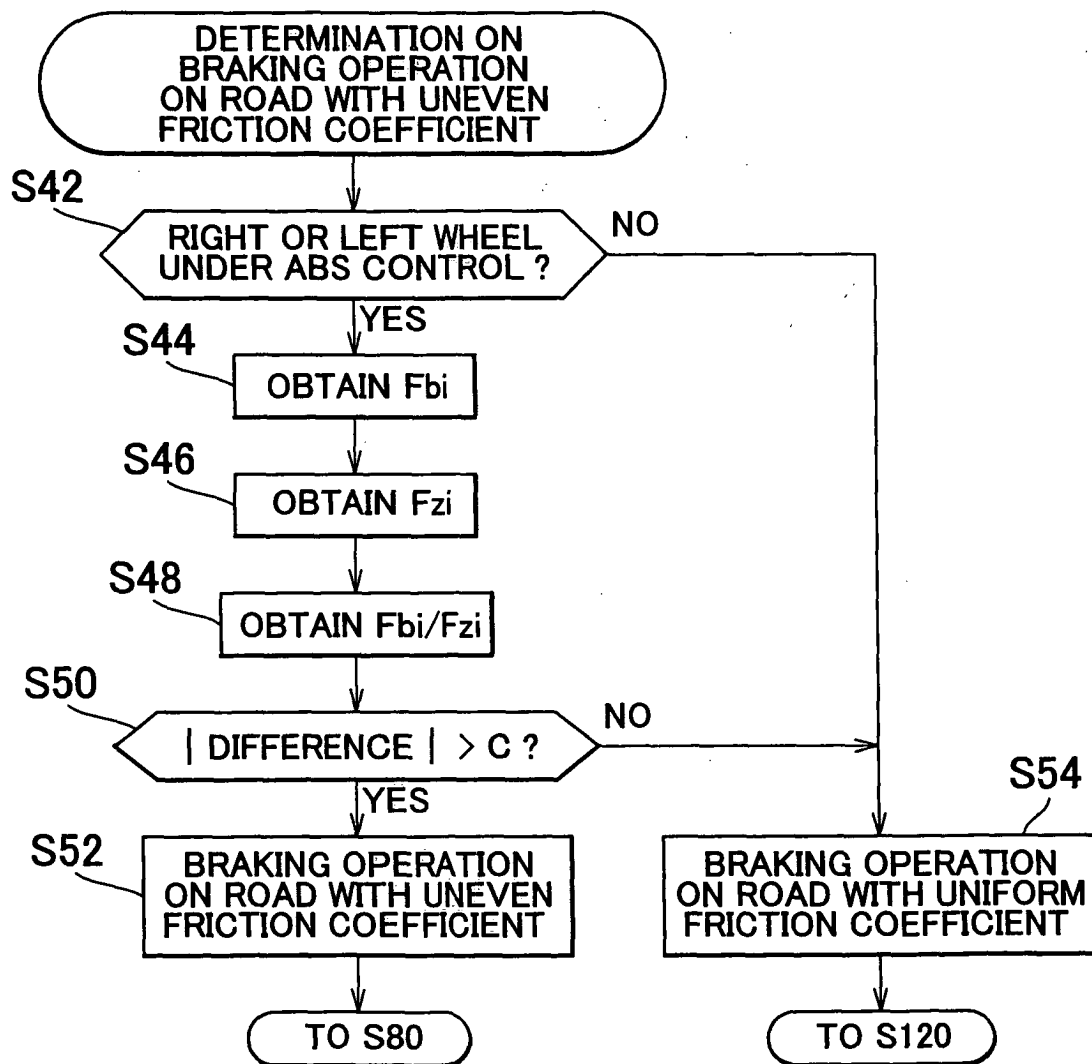 DETERMINATION ON
BRAKING OPERATION
ON ROAD WITH UNEVEN
FRICTION COEFFICIENT
S42
RIGHT OR LEFT WHEEL
UNDER ABS CONTROL ?
NO
YES
S44
OBTAIN Fbi
S46
OBTAIN Fzi
S48
OBTAIN Fbi/Fzi
S50
| DIFFERENCE | > C ?
NO
YES
S52
BRAKING OPERATION
ON ROAD WITH UNEVEN
FRICTION COEFFICIENT
S54
BRAKING OPERATION
ON ROAD WITH UNIFORM
FRICTION COEFFICIENT
TO S80
TO S120